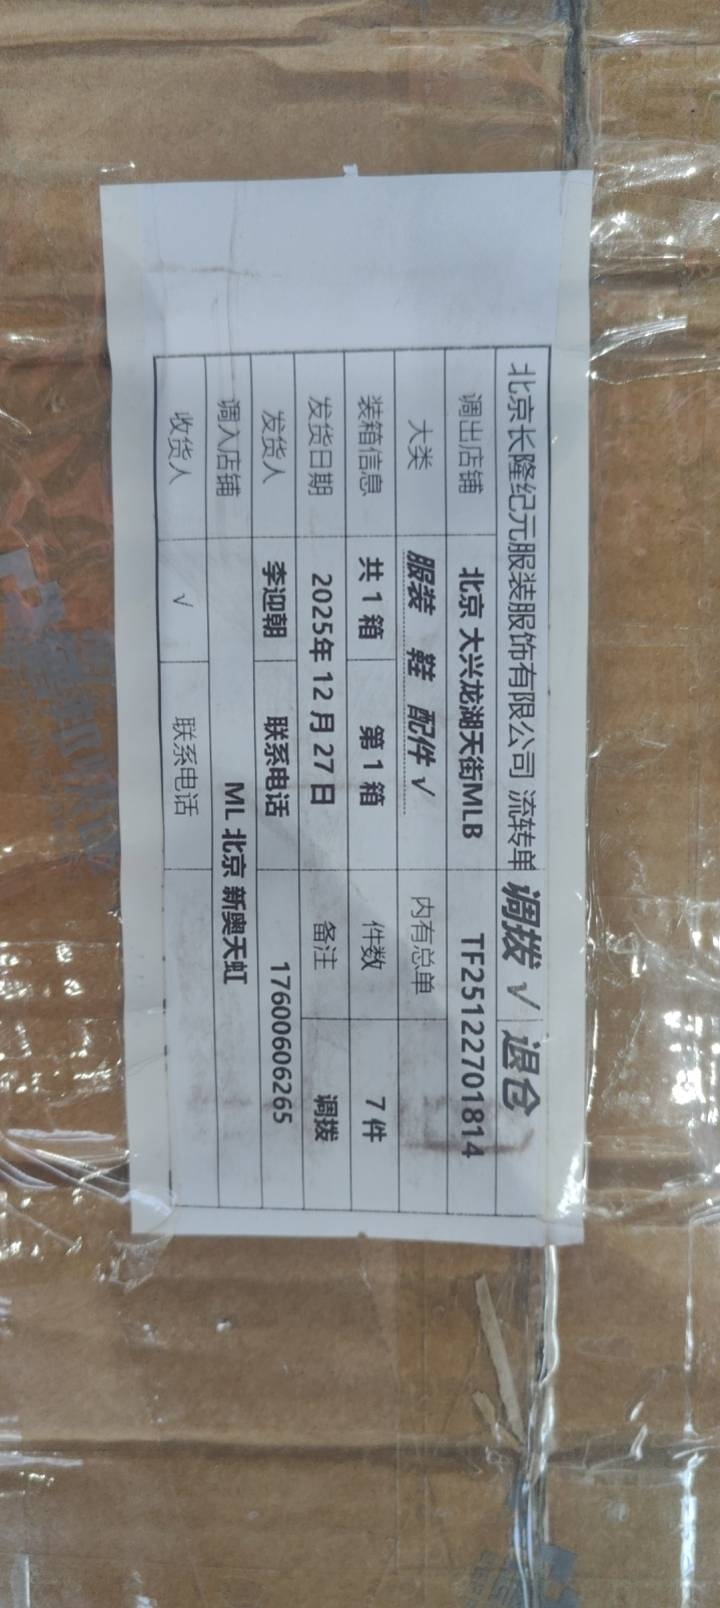 北京长隆纪元服装服饰有限公司 流转单 调拨 √ 退仓
调出店铺 北京 大兴龙湖天街MLB TF25122701814
大类 服装 鞋 配件 √ 内有总单
装箱信息 共 1 箱 第 1 箱 件数 7 件
发货日期 2025年 12 月 27 日 备注 调拨
发货人 李迎朝 联系电话 17600606265
调入店铺 ML 北京 新奥天虹
收货人 √ 联系电话